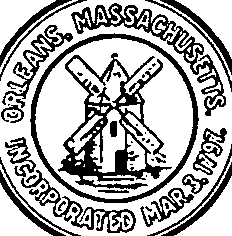 ORLEANS, MASSACHUSETTS.
INCORPORATED MAR. 3. 1797.